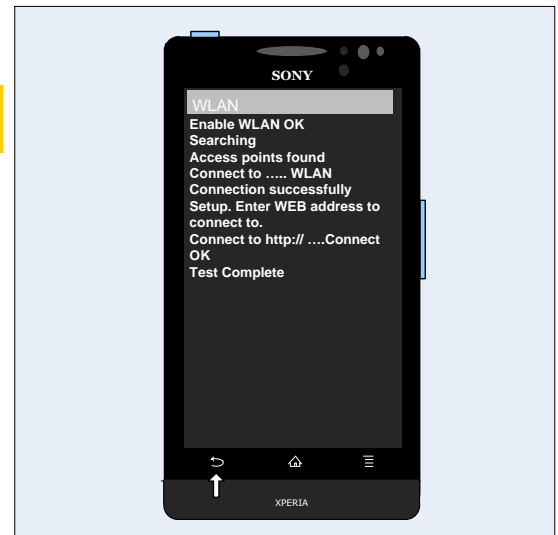 SONY
WLAN
Enable WLAN OK
Searching
Access points found
Connect to ..... WLAN
Connection successfully
Setup. Enter WEB address to
connect to.
Connect to http:// ....Connect
OK
Test Complete
XPERIA